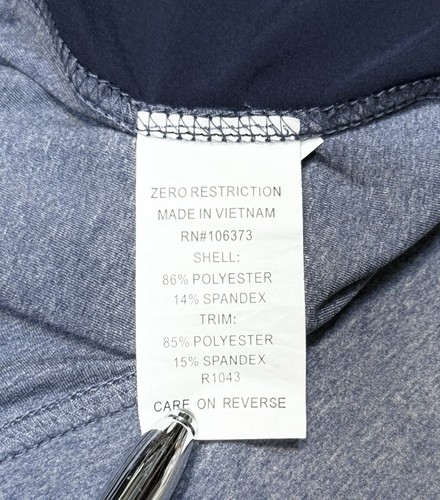 ZERO RESTRICTION
MADE IN VIETNAM
RN#106373
SHELL:
86% POLYESTER
14% SPANDEX
TRIM:
85% POLYESTER
15% SPANDEX
R1043
CARE ON REVERSE